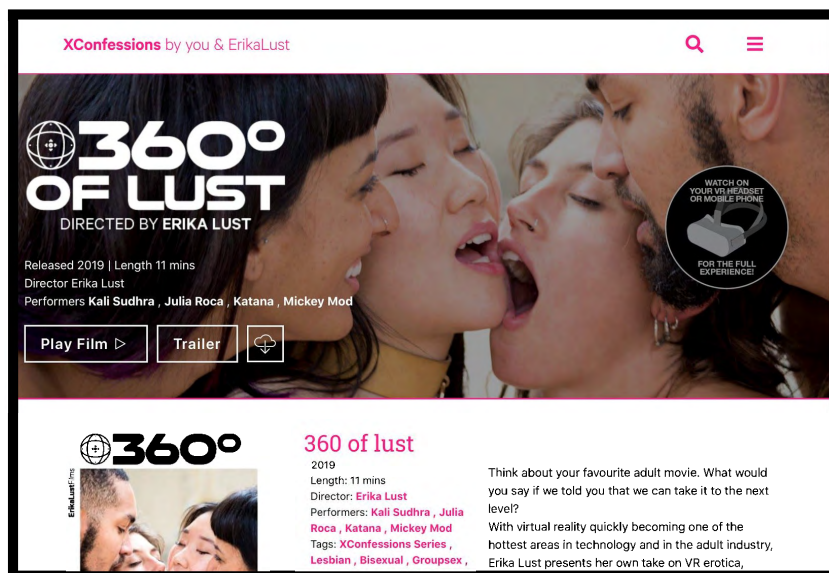 XConfessions by you & ErikaLust
360°
OF LUST
DIRECTED BY ERIKA LUST
WATCH ON
YOUR VR HEADSET
OR MOBILE PHONE
FOR THE FULL
EXPERIENCE!
Released 2019 | Length 11 mins
Director Erika Lust
Performers Kali Sudhra , Julia Roca , Katana , Mickey Mod
Play Film
Trailer
360°
ErikaLustFilms
360 of lust
2019
Length: 11 mins
Director: Erika Lust
Performers: Kali Sudhra , Julia
Roca , Katana , Mickey Mod
Tags: XConfessions Series ,
Lesbian , Bisexual , Groupsex ,
Think about your favourite adult movie. What would
you say if we told you that we can take it to the next
level?
With virtual reality quickly becoming one of the
hottest areas in technology and in the adult industry,
Erika Lust presents her own take on VR erotica,